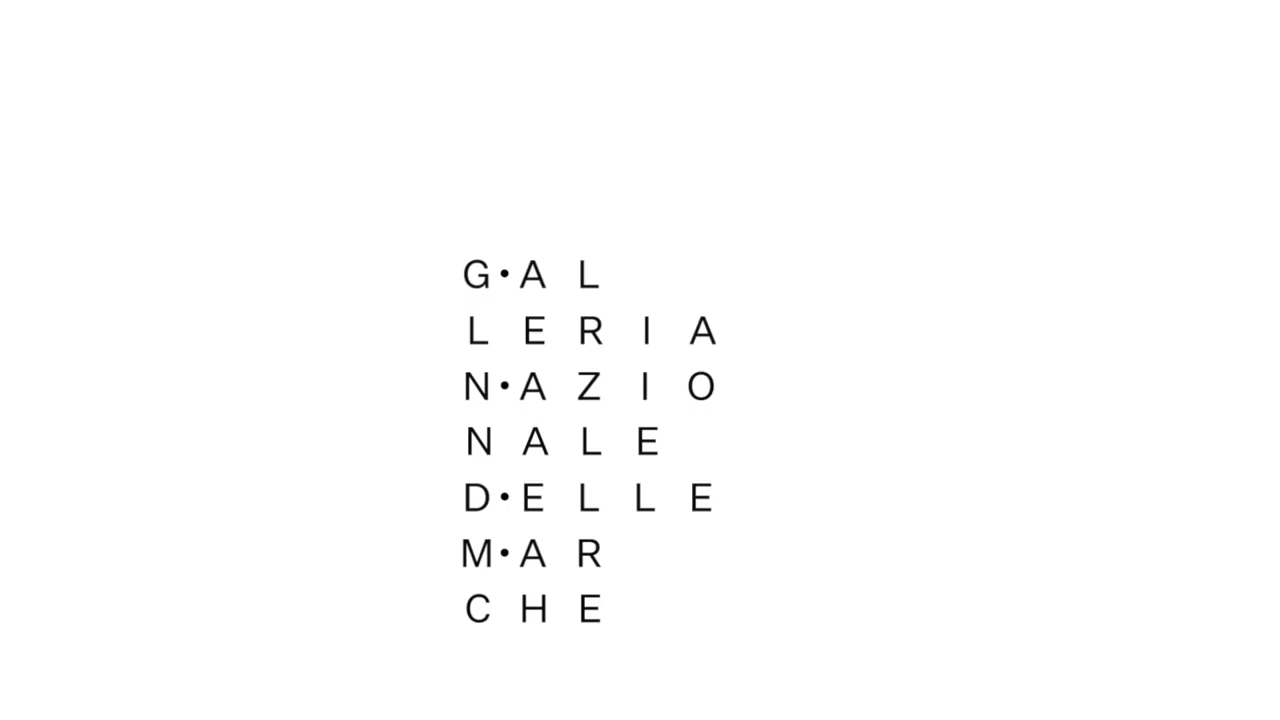 G•A L
L E R I A
N•A Z I O
N A L E
D•E L L E
M•A R
C H E